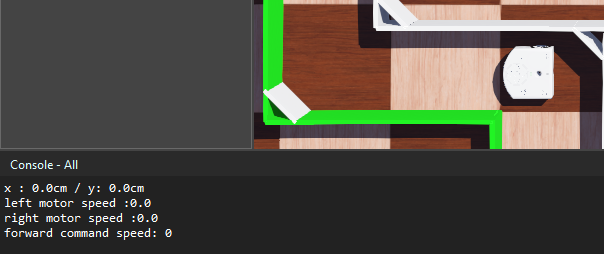 Console - All
x : 0.0cm / y: 0.0cm
left motor speed :0.0
right motor speed :0.0
forward command speed: 0